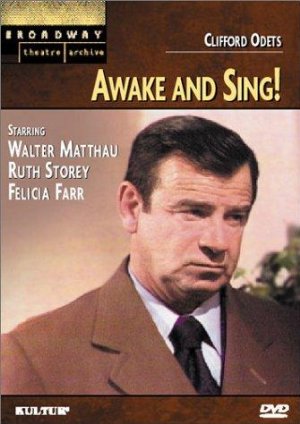 BROADWAY
theatre archive
CLIFFORD ODETS
AWAKE AND SING!
STARRING
WALTER MATTHAU
RUTH STOREY
FELICIA FARR
KULTUR
DVD